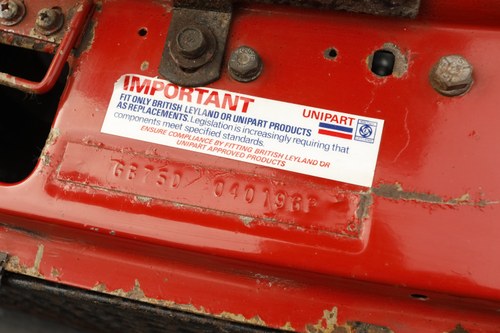 IMPORTANT
FIT ONLY BRITISH LEYLAND OR UNIPART PRODUCTS
AS REPLACEMENTS. Legislation is increasingly requiring that
components meet specified standards.
ENSURE COMPLIANCE BY FITTING BRITISH LEYLAND OR
UNIPART APPROVED PRODUCTS
UNIPART